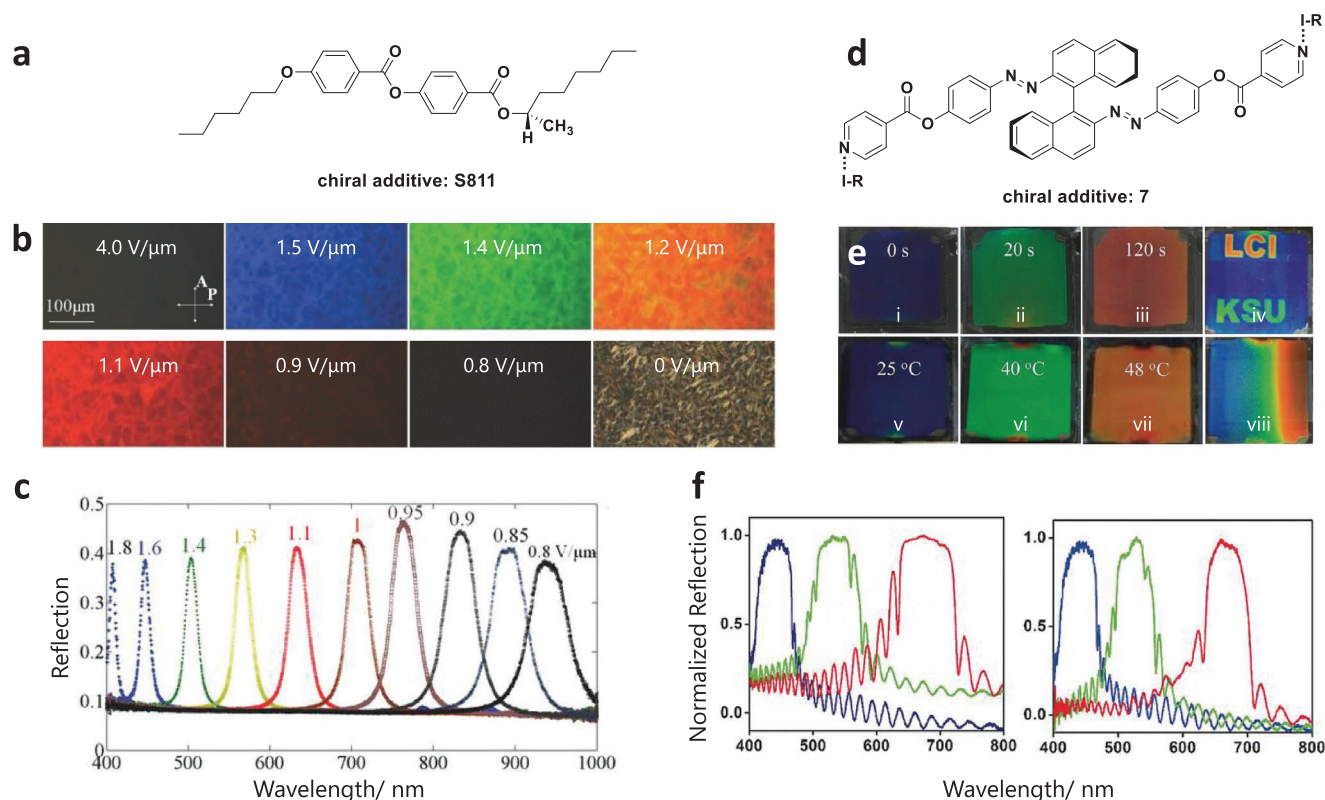 a
O
O
O
O
O
H
CH3
chiral additive: S811
b
4.0 V/μm
1.5 V/μm
1.4 V/μm
1.2 V/μm
100μm
A
P
1.1 V/μm
0.9 V/μm
0.8 V/μm
0 V/μm
c
Reflection
0.5
0.4
0.3
0.2
0.1
0
1.8
1.6
1.4
1.3
1.1
1
0.95
0.9
0.85
0.8 V/μm
400
500
600
700
800
900
1000
Wavelength/ nm
d
I-R
N
O
O
N
N
N
N
O
O
N
I-R
chiral additive: 7
e
0 s
20 s
120 s
LCI
KSU
i
ii
iii
iv
25 °C
40 °C
48 °C
v
vi
vii
viii
f
Normalized Reflection
1.0
0.5
0.0
400
500
600
700
800
1.0
0.5
0.0
400
500
600
700
800
Wavelength/ nm